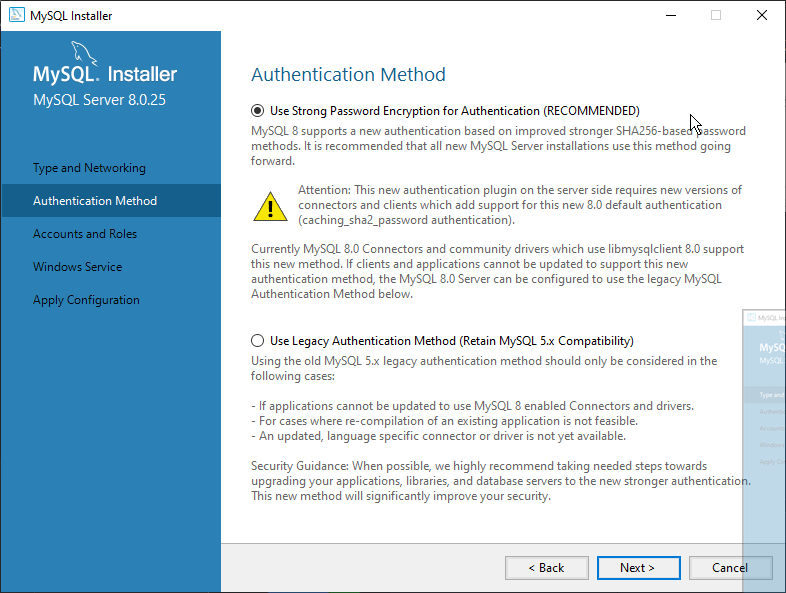 MySQL Installer
MySQL. Installer
MySQL Server 8.0.25
Type and Networking
Authentication Method
Accounts and Roles
Windows Service
Apply Configuration
Authentication Method
Use Strong Password Encryption for Authentication (RECOMMENDED)
MySQL 8 supports a new authentication based on improved stronger SHA256-based password
methods. It is recommended that all new MySQL Server installations use this method going
forward.
Attention: This new authentication plugin on the server side requires new versions of
connectors and clients which add support for this new 8.0 default authentication
(caching_sha2_password authentication).
Currently MySQL 8.0 Connectors and community drivers which use libmysqlclient 8.0 support
this new method. If clients and applications cannot be updated to support this new
authentication method, the MySQL 8.0 Server can be configured to use the legacy MySQL
Authentication Method below.
Use Legacy Authentication Method (Retain MySQL 5.x Compatibility)
Using the old MySQL 5.x legacy authentication method should only be considered in the
following cases:
- If applications cannot be updated to use MySQL 8 enabled Connectors and drivers.
- For cases where re-compilation of an existing application is not feasible.
- An updated, language specific connector or driver is not yet available.
Security Guidance: When possible, we highly recommend taking needed steps towards
upgrading your applications, libraries, and database servers to the new stronger authentication.
This new method will significantly improve your security.
MySQL Ins
MySQ
MySQL
Type and
Authentic
Accounts
Windows
Apply Co
< Back
Next >
Cancel